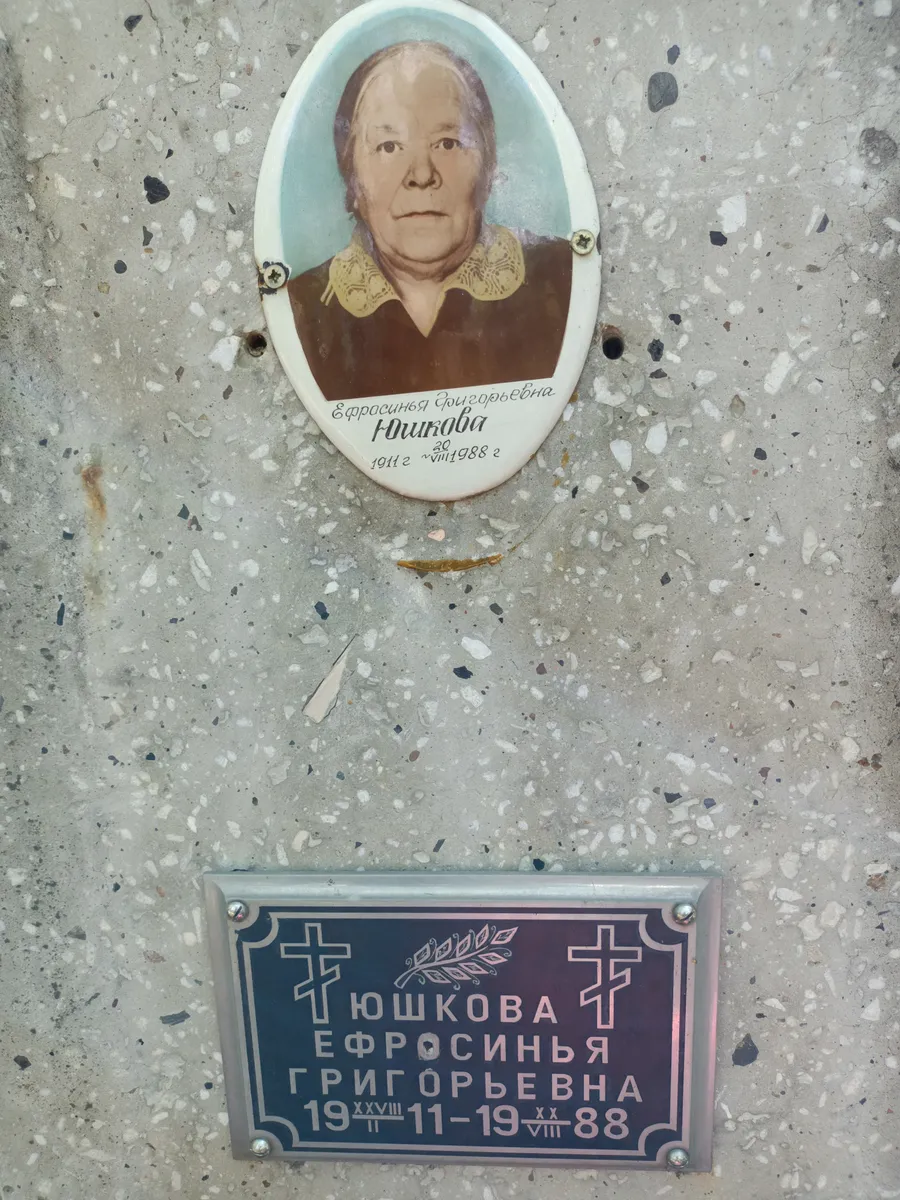 Ефросинья Григорьевна
Юшкова
1911 г ~ 20/VIII 1988 г
ЮШКОВА
ЕФРОСИНЬЯ
ГРИГОРЬЕВНА
19 XXVIII/II 11-19 XX/VIII 88